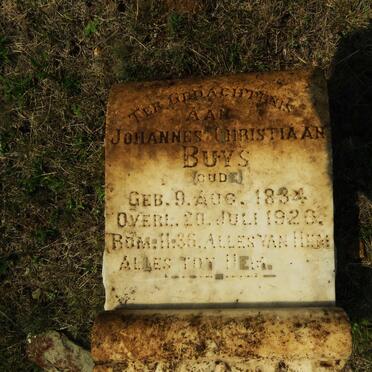 TER GEDACHTENIS
AAN
JOHANNES CHRISTIAAN
BUYS
(OUDE)
GEB. 9. AUG. 1834.
OVERL. 20. JULI 1926.
ROM: 11:36. ALLES VAN HEM
ALLES TOT HEM.